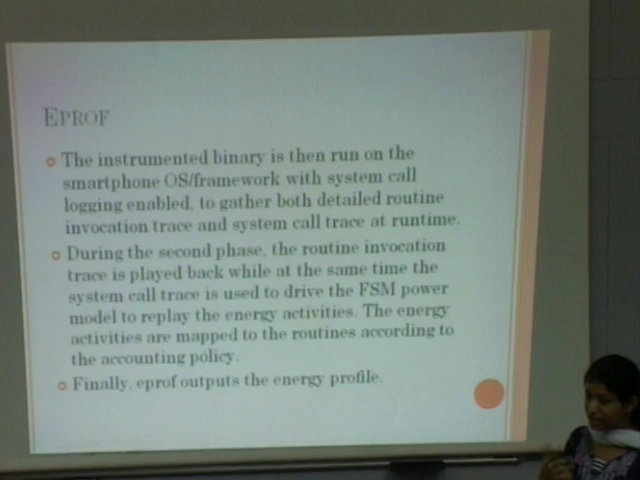 EPROF
The instrumented binary is then run on the
smartphone OS/framework with system call
logging enabled, to gather both detailed routine
invocation trace and system call trace at runtime.
During the second phase, the routine invocation
trace is played back while at the same time the
system call trace is used to drive the FSM power
model to replay the energy activities. The energy
activities are mapped to the routines according to
the accounting policy.
Finally, eprof outputs the energy profile.